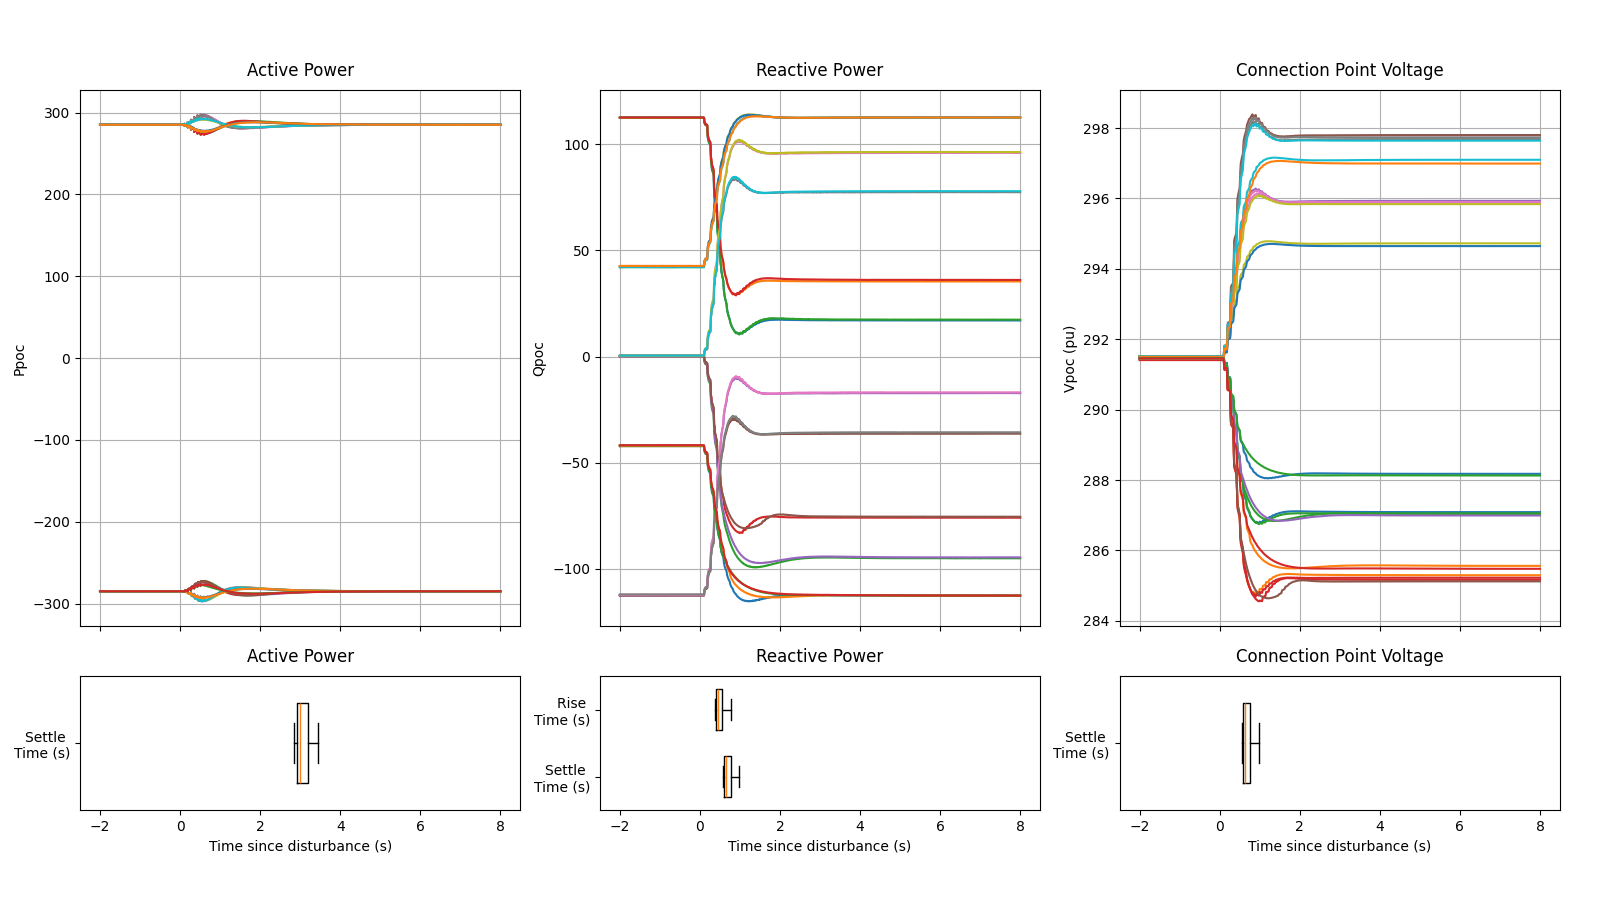 Active Power
Reactive Power
Connection Point Voltage
300
200
100
0
−100
−200
−300
Ppoc
100
50
0
−50
−100
Qpoc
298
296
294
292
290
288
286
284
Vpoc (pu)
Active Power
Reactive Power
Connection Point Voltage
Settle
Time (s)
Rise
Time (s)
Settle
Time (s)
Settle
Time (s)
−2 0 2 4 6 8
−2 0 2 4 6 8
−2 0 2 4 6 8
Time since disturbance (s)
Time since disturbance (s)
Time since disturbance (s)